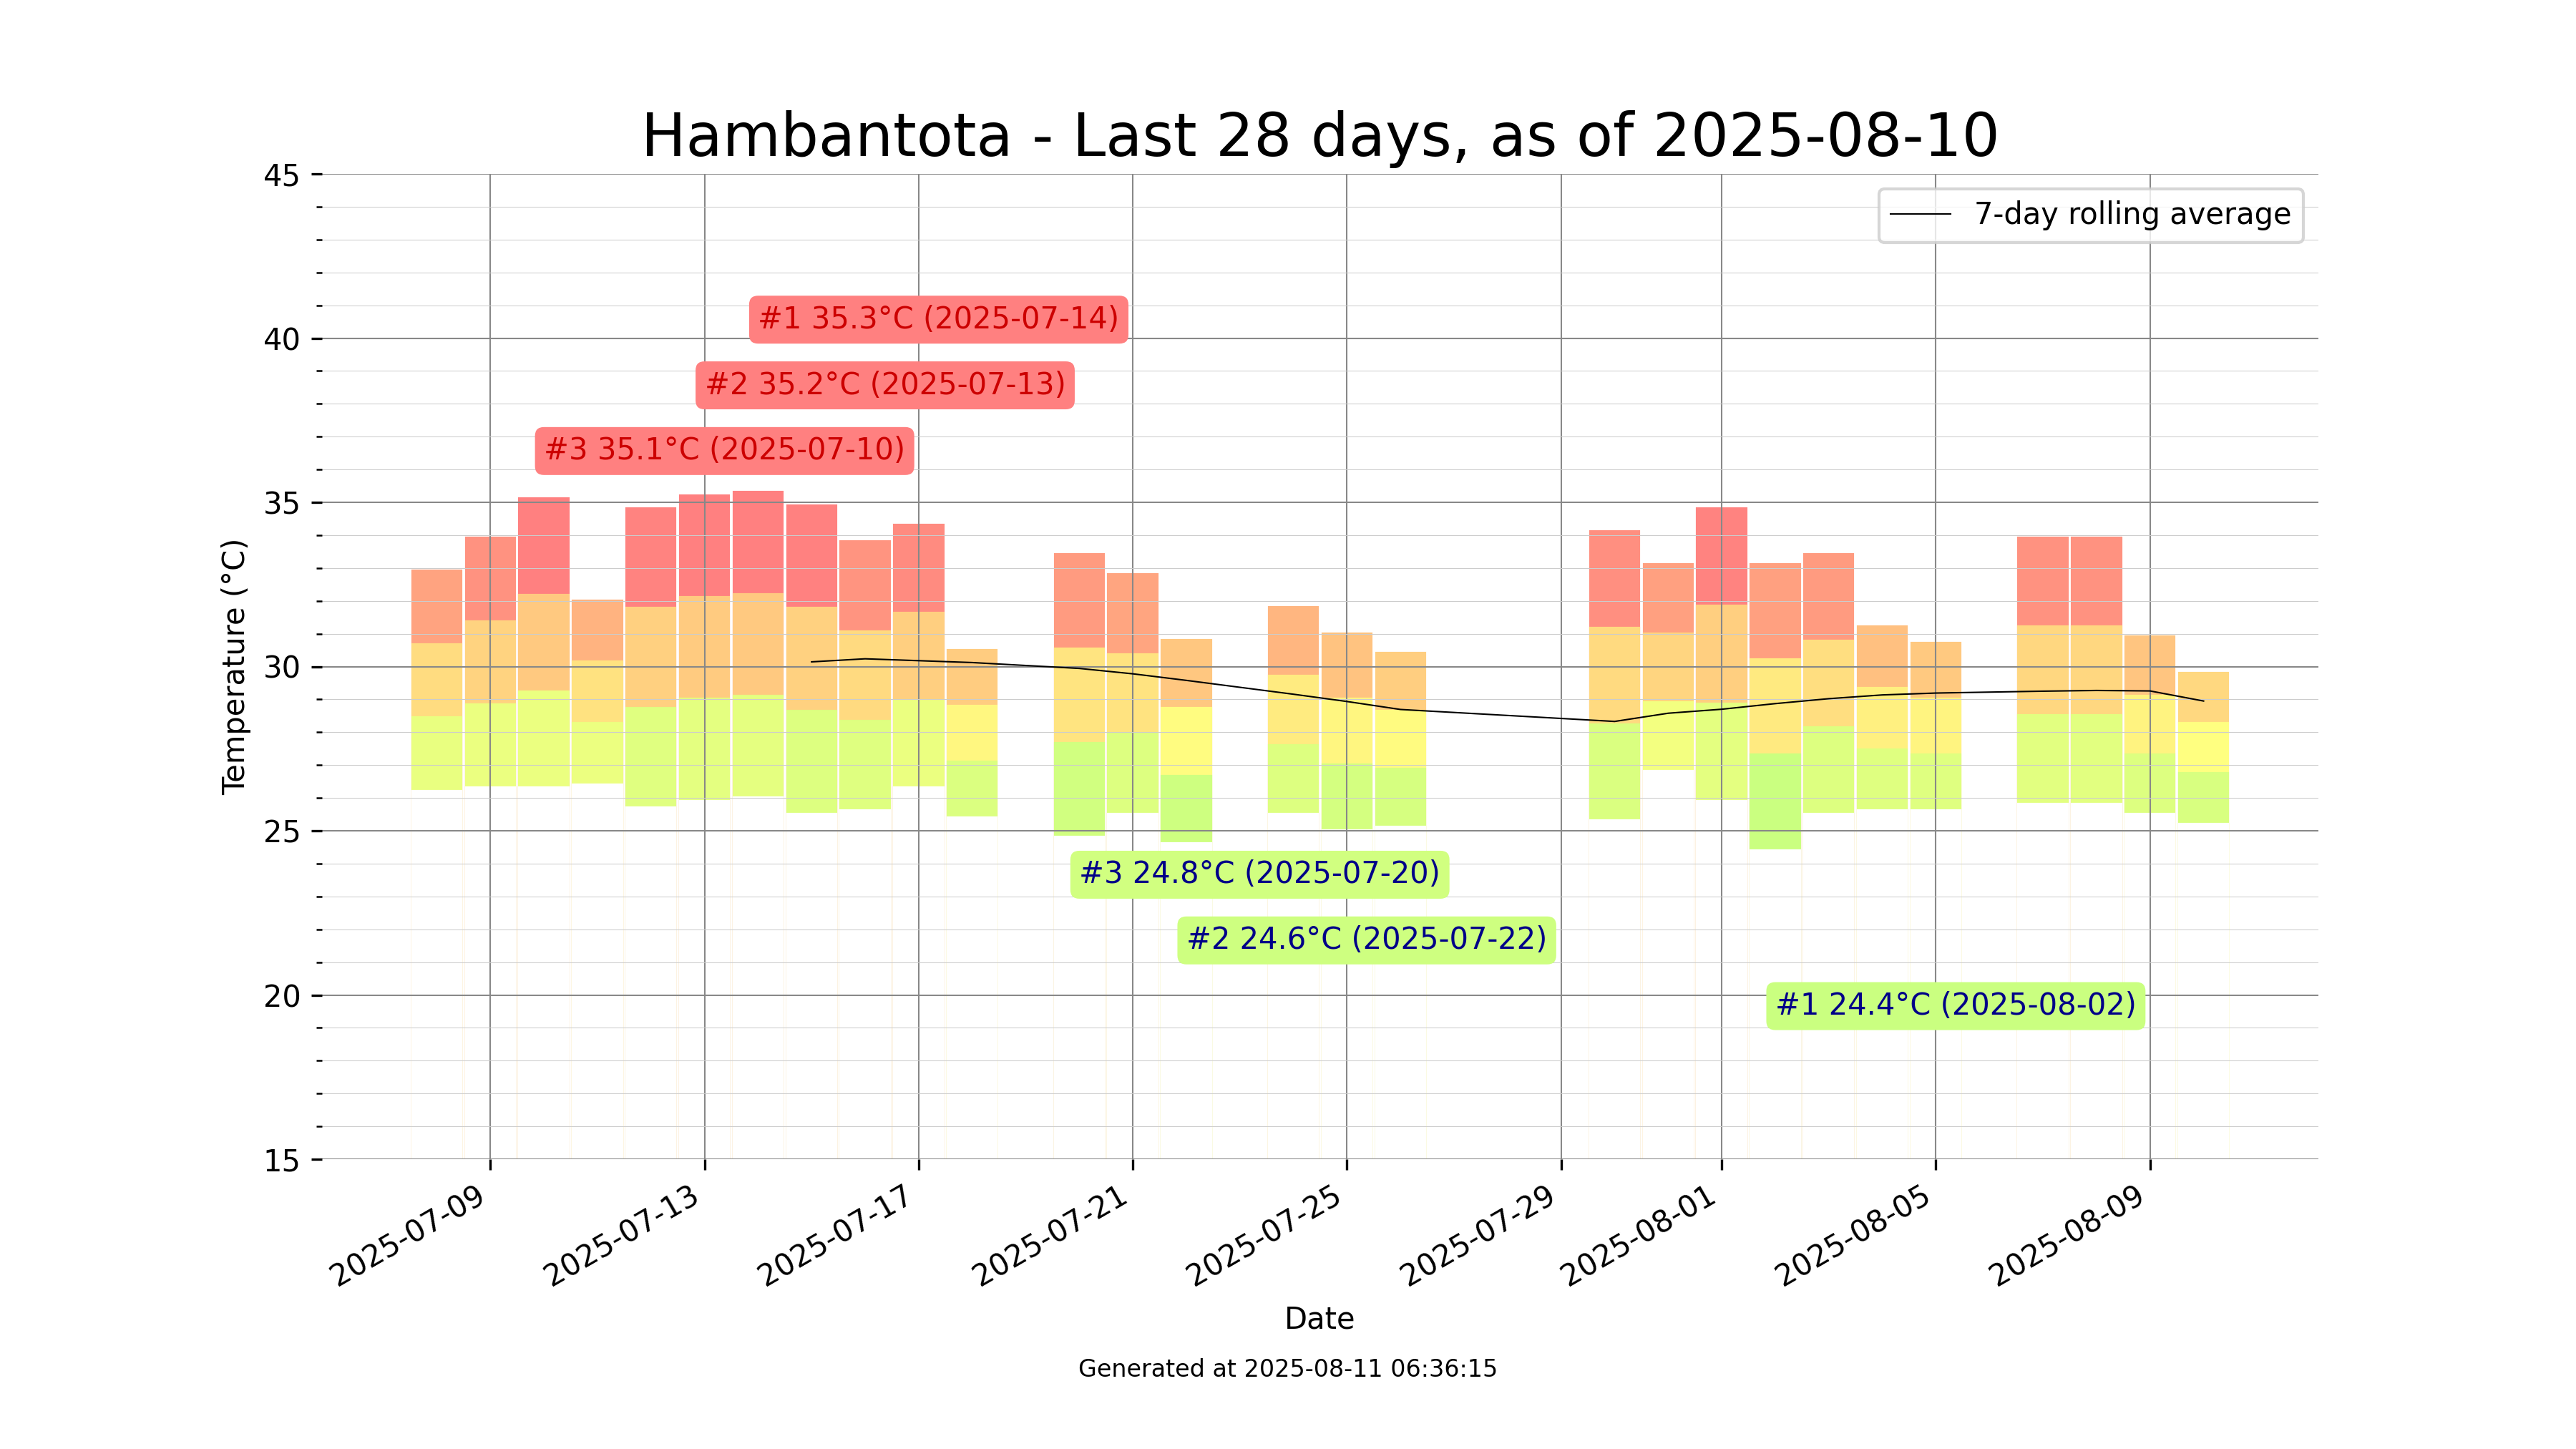 Hambantota - Last 28 days, as of 2025-08-10
45
7-day rolling average
#1 35.3°C (2025-07-14)
40
#2 35.2°C (2025-07-13)
#3 35.1°C (2025-07-10)
35
Temperature (°C)
30
25
#3 24.8°C (2025-07-20)
#2 24.6°C (2025-07-22)
20
#1 24.4°C (2025-08-02)
15
2025-07-09
2025-07-13
2025-07-17
2025-07-21
2025-07-25
2025-07-29
2025-08-01
2025-08-05
2025-08-09
Date
Generated at 2025-08-11 06:36:15